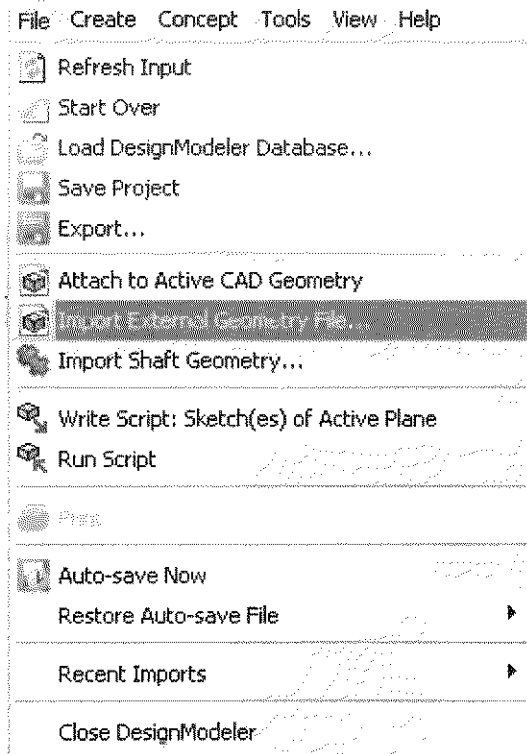 File Create Concept Tools View Help
Refresh Input
Start Over
Load DesignModeler Database...
Save Project
Export...
Attach to Active CAD Geometry
Import External Geometry File...
Import Shaft Geometry...
Write Script: Sketch(es) of Active Plane
Run Script
Print
Auto-save Now
Restore Auto-save File
Recent Imports
Close DesignModeler